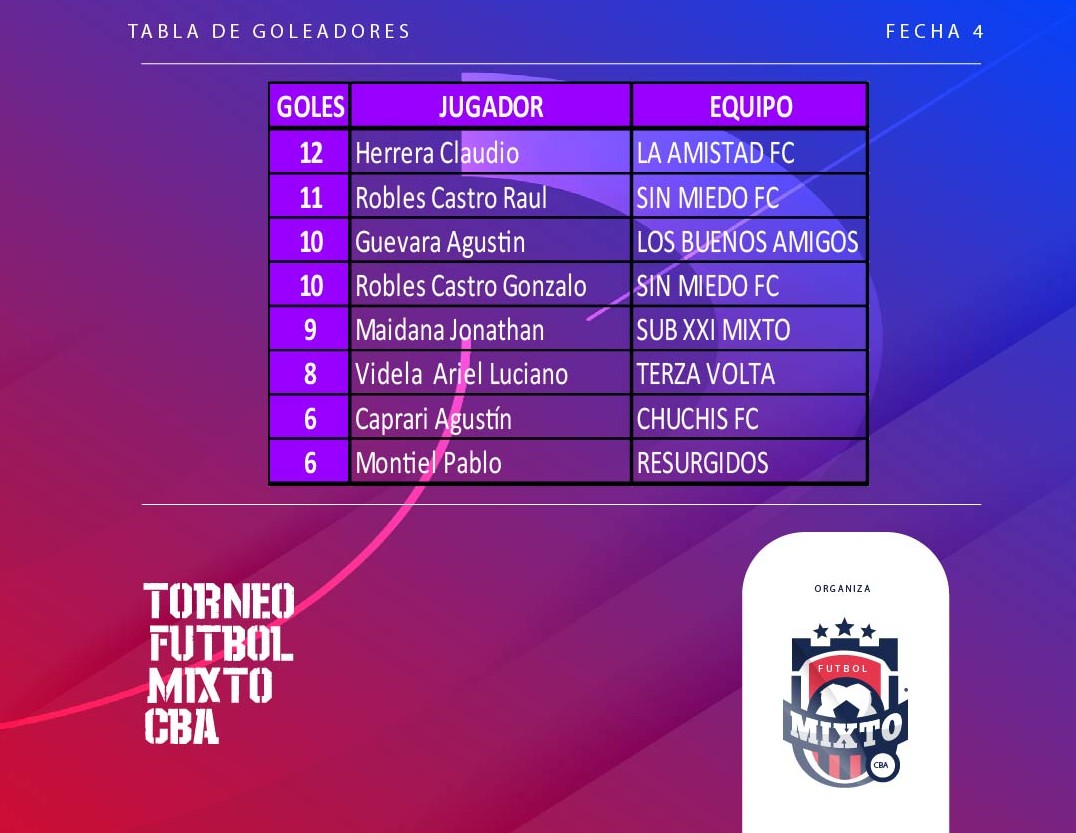 TABLA DE GOLEADORES FECHA 4
GOLES JUGADOR EQUIPO
12 Herrera Claudio LA AMISTAD FC
11 Robles Castro Raul SIN MIEDO FC
10 Guevara Agustin LOS BUENOS AMIGOS
10 Robles Castro Gonzalo SIN MIEDO FC
9 Maidana Jonathan SUB XXI MIXTO
8 Videla  Ariel Luciano TERZA VOLTA
6 Caprari Agustín CHUCHIS FC
6 Montiel Pablo RESURGIDOS
TORNEO
FUTBOL
MIXTO
CBA
ORGANIZA
FUTBOL
MIXTO
CBA